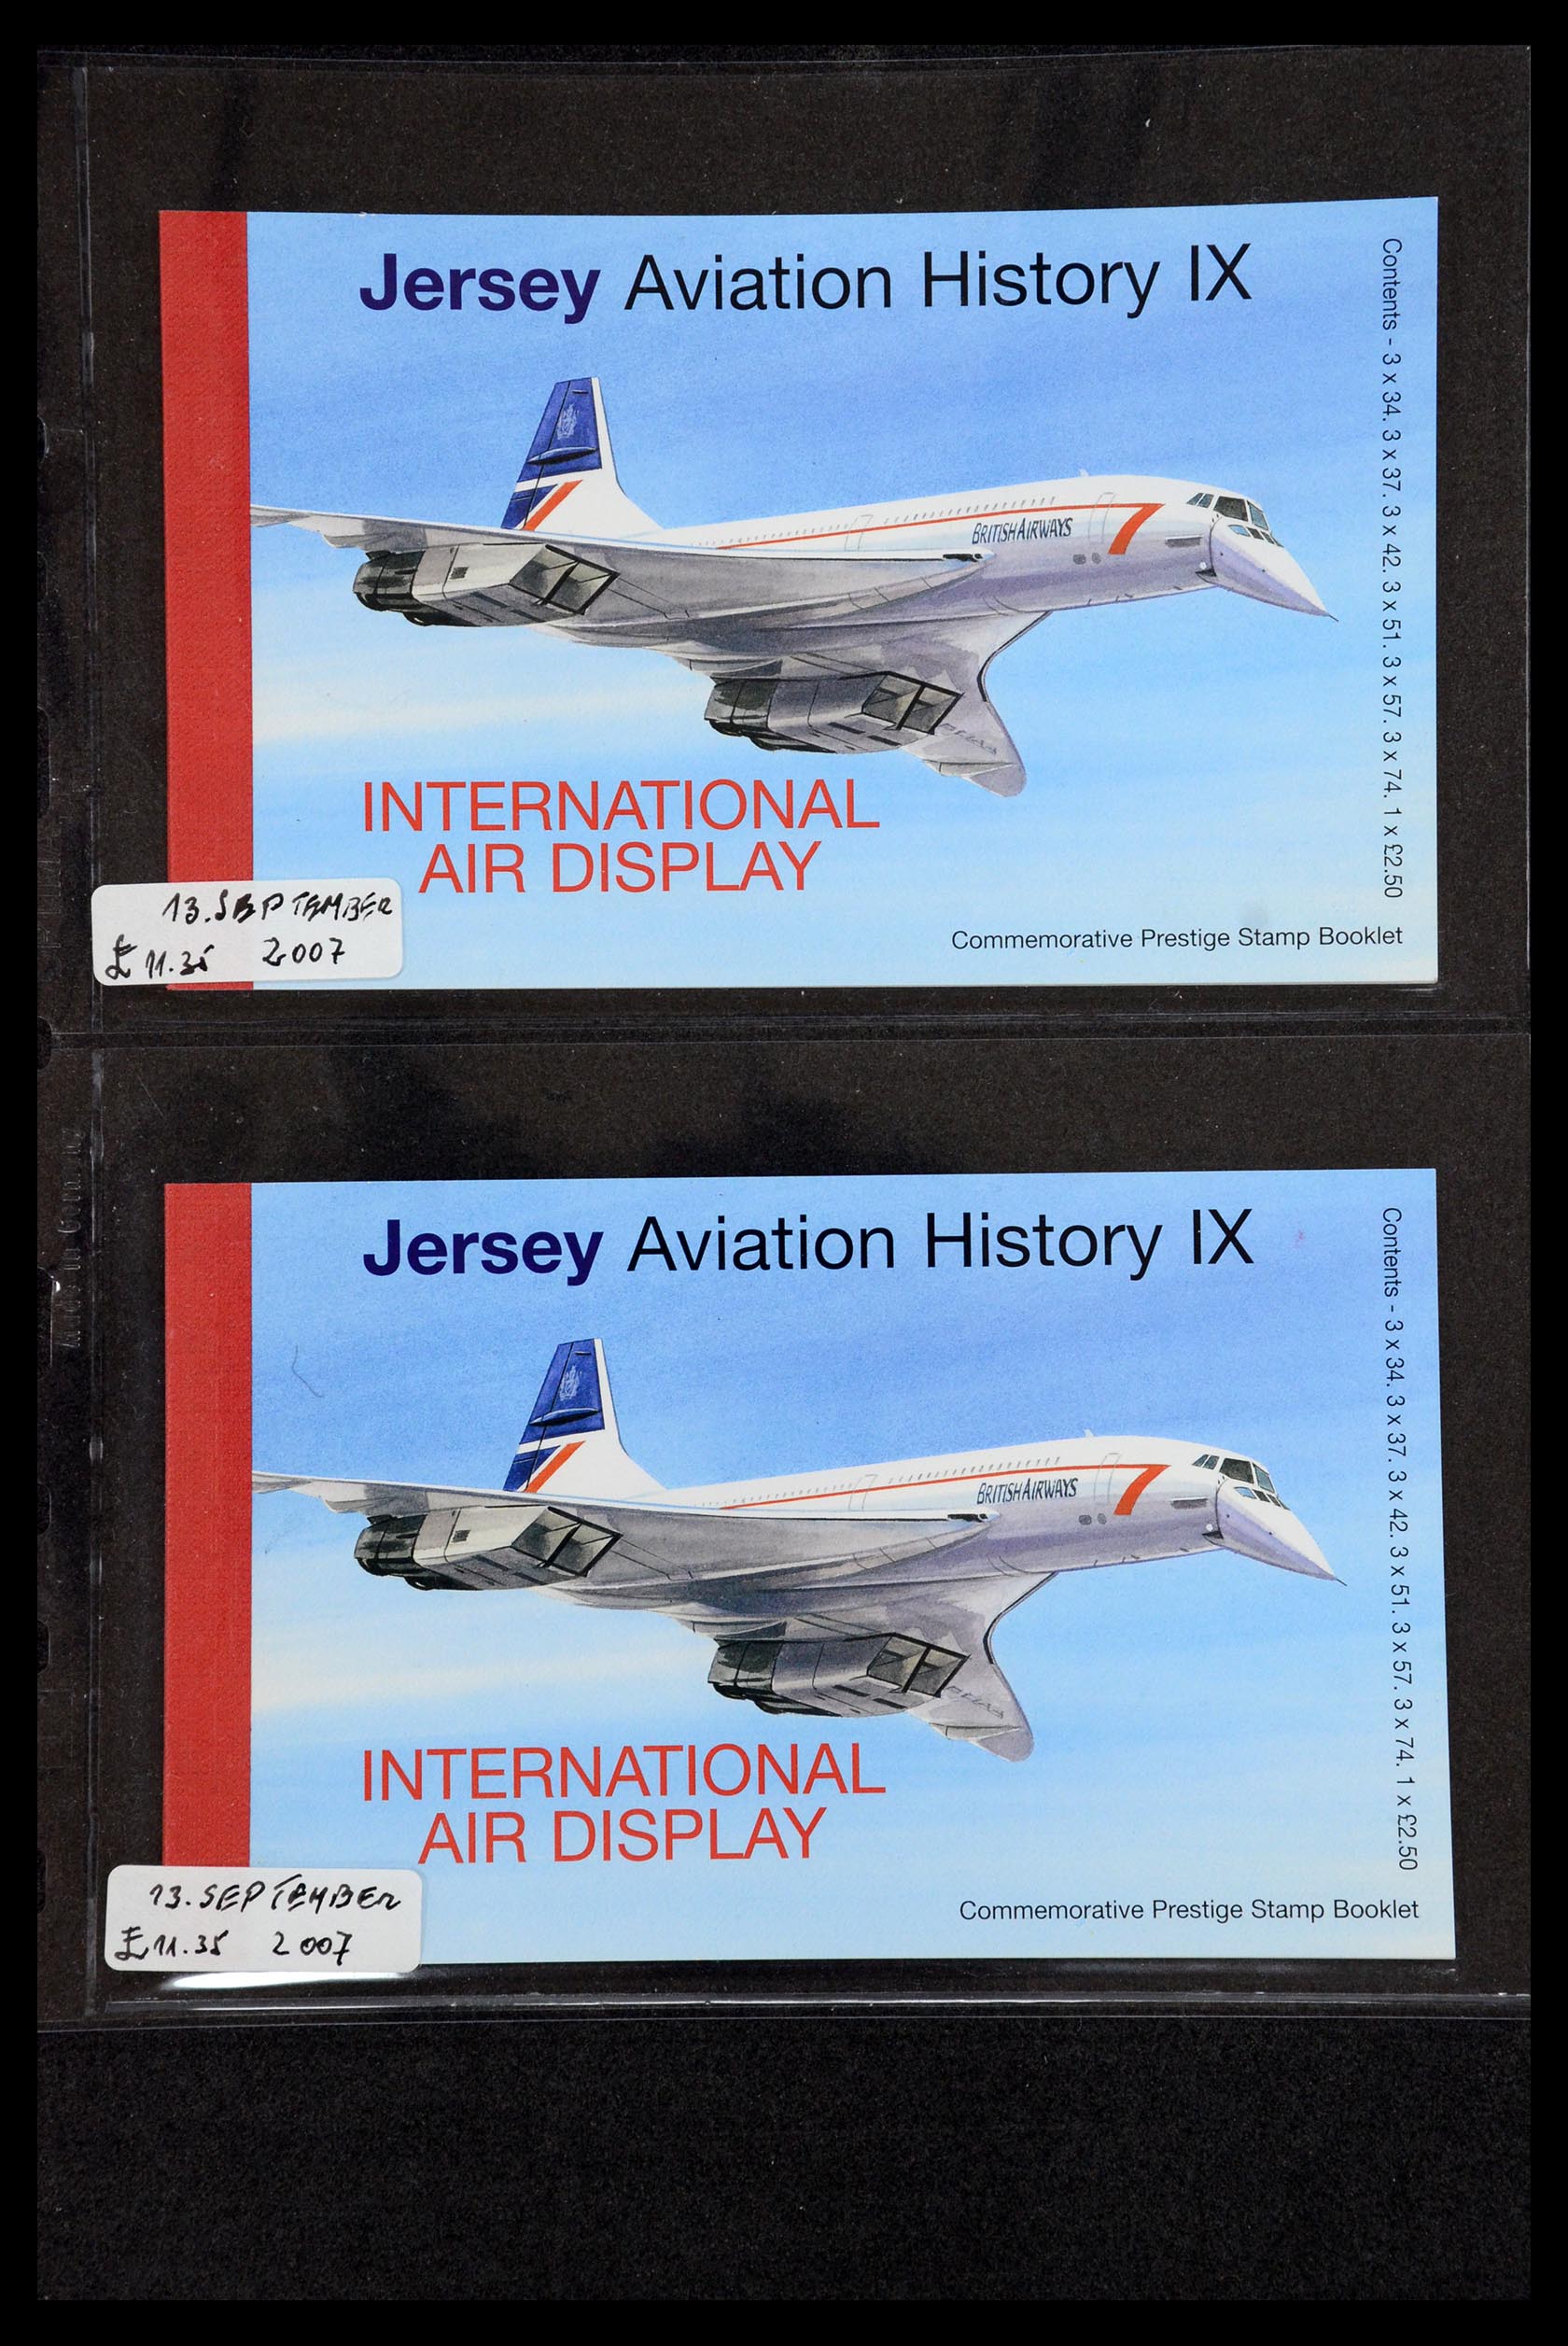 Jersey Aviation History IX
Contents - 3 x 34. 3 x 37. 3 x 42. 3 x 51. 3 x 57. 3 x 74. 1 x £2.50
BRITISH AIRWAYS
INTERNATIONAL
AIR DISPLAY
13. SEPTEMBER
£ 11.35 2007
Commemorative Prestige Stamp Booklet
Jersey Aviation History IX
Contents - 3 x 34. 3 x 37. 3 x 42. 3 x 51. 3 x 57. 3 x 74. 1 x £2.50
BRITISH AIRWAYS
INTERNATIONAL
AIR DISPLAY
13. SEPTEMBER
£ 11.35 2007
Commemorative Prestige Stamp Booklet